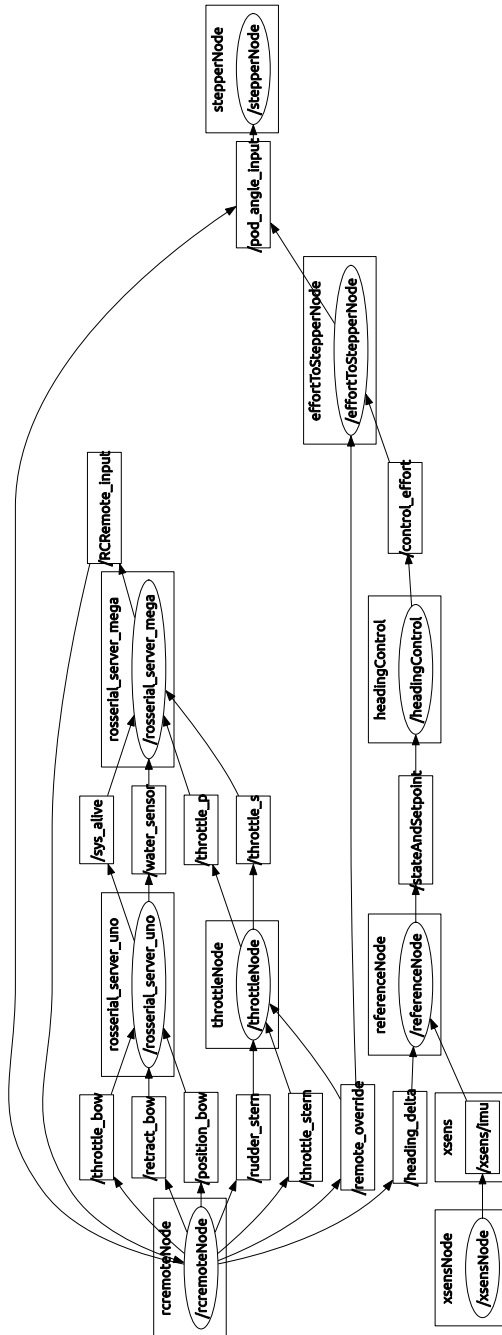 stepperNode
/stepperNode
/pod_angle_input
effortToStepperNode
/effortToStepperNode
/RCRemote_input
/control_effort
rosserial_server_mega
/rosserial_server_mega
headingControl
/headingControl
/sys_alive
/water_sensor
/throttle_p
/throttle_s
/stateAndSetpoint
rosserial_server_uno
/rosserial_server_uno
throttleNode
/throttleNode
referenceNode
/referenceNode
/throttle_bow
/retract_bow
/position_bow
/rudder_stern
/throttle_stern
/remote_override
/heading_delta
xsens
/xsens/imu
rcremoteNode
/rcremoteNode
xsensNode
/xsensNode